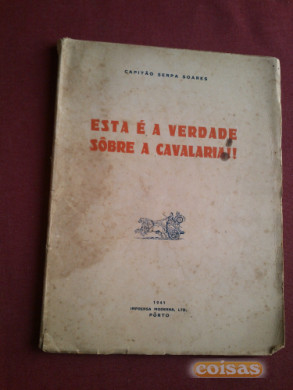 CAPITÃO SERPA SOARES
ESTA É A VERDADE
SÔBRE A CAVALARIA!!
1941
IMPRENSA MODERNA, LTD.
PÔRTO
coisas